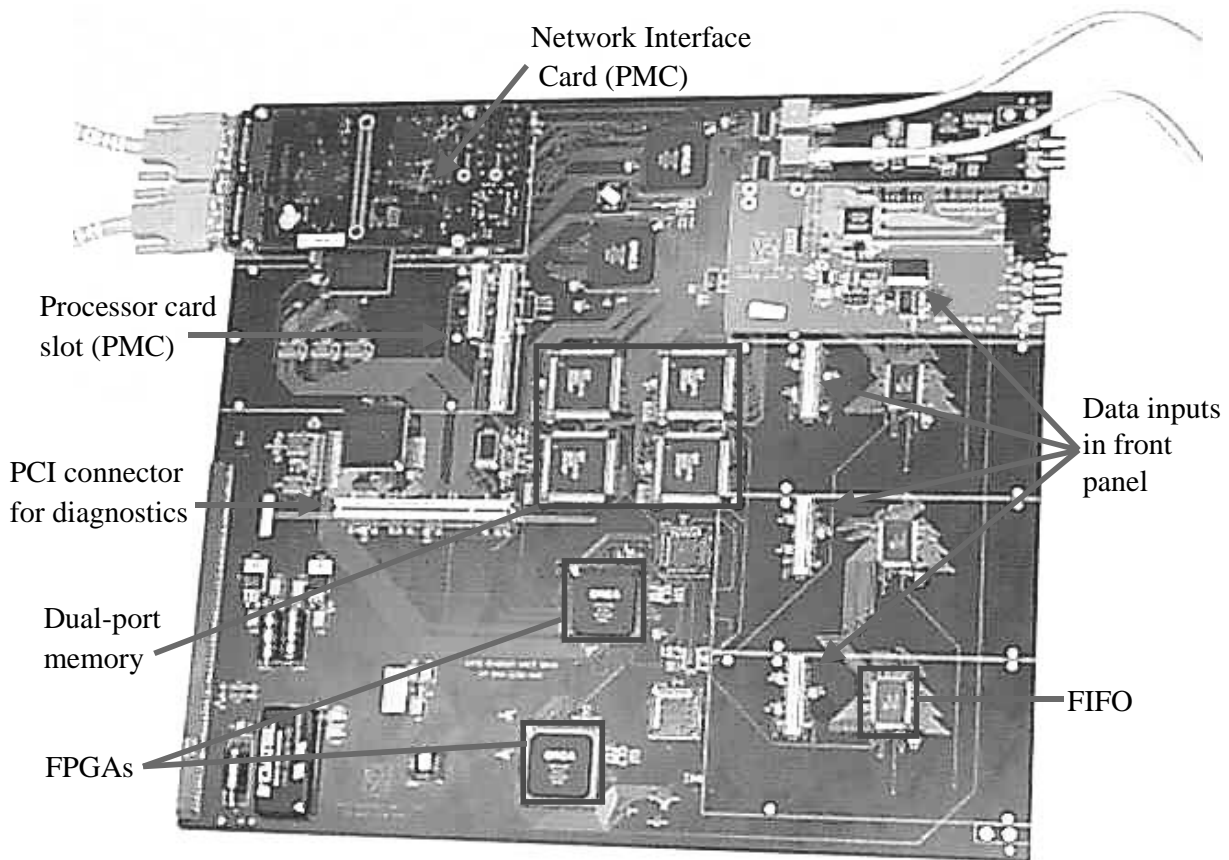 Network Interface
Card (PMC)
Processor card
slot (PMC)
Data inputs
in front
panel
PCI connector
for diagnostics
Dual-port
memory
FIFO
FPGAs